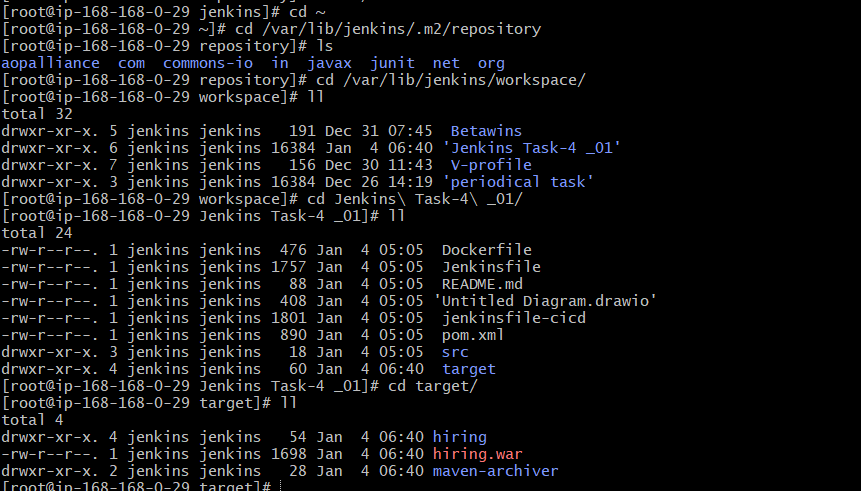 [root@ip-168-168-0-29 jenkins]# cd ~
[root@ip-168-168-0-29 ~]# cd /var/lib/jenkins/.m2/repository
[root@ip-168-168-0-29 repository]# ls
aopalliance  com  commons-io  in  javax  junit  net  org
[root@ip-168-168-0-29 repository]# cd /var/lib/jenkins/workspace/
[root@ip-168-168-0-29 workspace]# ll
total 32
drwxr-xr-x. 5 jenkins jenkins   191 Dec 31 07:45  Betawins
drwxr-xr-x. 6 jenkins jenkins 16384 Jan  4 06:40 'Jenkins Task-4 _01'
drwxr-xr-x. 7 jenkins jenkins   156 Dec 30 11:43  V-profile
drwxr-xr-x. 3 jenkins jenkins 16384 Dec 26 14:19 'periodical task'
[root@ip-168-168-0-29 workspace]# cd Jenkins\ Task-4\ _01/
[root@ip-168-168-0-29 Jenkins Task-4 _01]# ll
total 24
-rw-r--r--. 1 jenkins jenkins  476 Jan  4 05:05  Dockerfile
-rw-r--r--. 1 jenkins jenkins 1757 Jan  4 05:05  Jenkinsfile
-rw-r--r--. 1 jenkins jenkins   88 Jan  4 05:05  README.md
-rw-r--r--. 1 jenkins jenkins  408 Jan  4 05:05 'Untitled Diagram.drawio'
-rw-r--r--. 1 jenkins jenkins 1801 Jan  4 05:05  jenkinsfile-cicd
-rw-r--r--. 1 jenkins jenkins  890 Jan  4 05:05  pom.xml
drwxr-xr-x. 3 jenkins jenkins   18 Jan  4 05:05  src
drwxr-xr-x. 4 jenkins jenkins   60 Jan  4 06:40  target
[root@ip-168-168-0-29 Jenkins Task-4 _01]# cd target/
[root@ip-168-168-0-29 target]# ll
total 4
drwxr-xr-x. 4 jenkins jenkins   54 Jan  4 06:40 hiring
-rw-r--r--. 1 jenkins jenkins 1698 Jan  4 06:40 hiring.war
drwxr-xr-x. 2 jenkins jenkins   28 Jan  4 06:40 maven-archiver
[root@ip-168-168-0-29 target]#